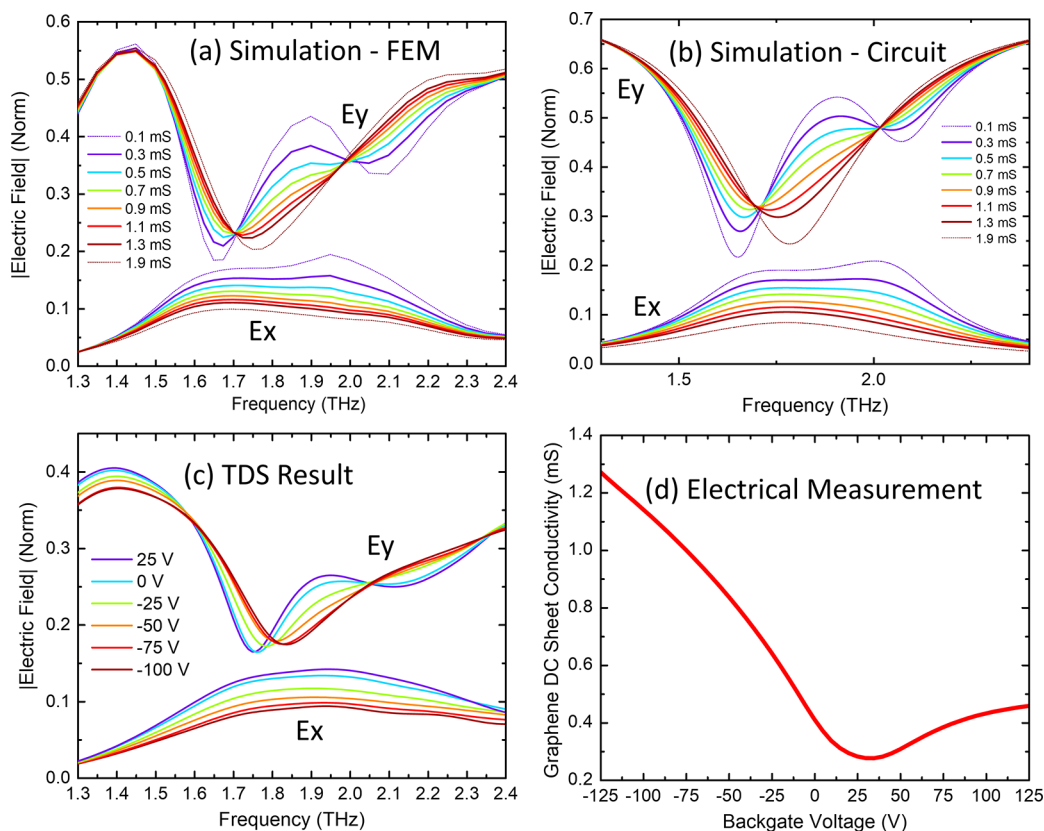 (a) Simulation - FEM
|Electric Field| (Norm)
0.6
0.5
0.4
0.3
0.2
0.1
0.0
Ey
0.1 mS
0.3 mS
0.5 mS
0.7 mS
0.9 mS
1.1 mS
1.3 mS
1.9 mS
Ex
1.3 1.4 1.5 1.6 1.7 1.8 1.9 2.0 2.1 2.2 2.3 2.4
Frequency (THz)
(b) Simulation - Circuit
|Electric Field| (Norm)
0.7
0.6
0.5
0.4
0.3
0.2
0.1
0.0
Ey
0.1 mS
0.3 mS
0.5 mS
0.7 mS
0.9 mS
1.1 mS
1.3 mS
1.9 mS
Ex
1.5 2.0
Frequency (THz)
(c) TDS Result
|Electric Field| (Norm)
0.4
0.3
0.2
0.1
0.0
Ey
25 V
0 V
-25 V
-50 V
-75 V
-100 V
Ex
1.3 1.4 1.5 1.6 1.7 1.8 1.9 2.0 2.1 2.2 2.3 2.4
Frequency (THz)
(d) Electrical Measurement
Graphene DC Sheet Conductivity (mS)
1.4
1.2
1.0
0.8
0.6
0.4
0.2
-125 -100 -75 -50 -25 0 25 50 75 100 125
Backgate Voltage (V)